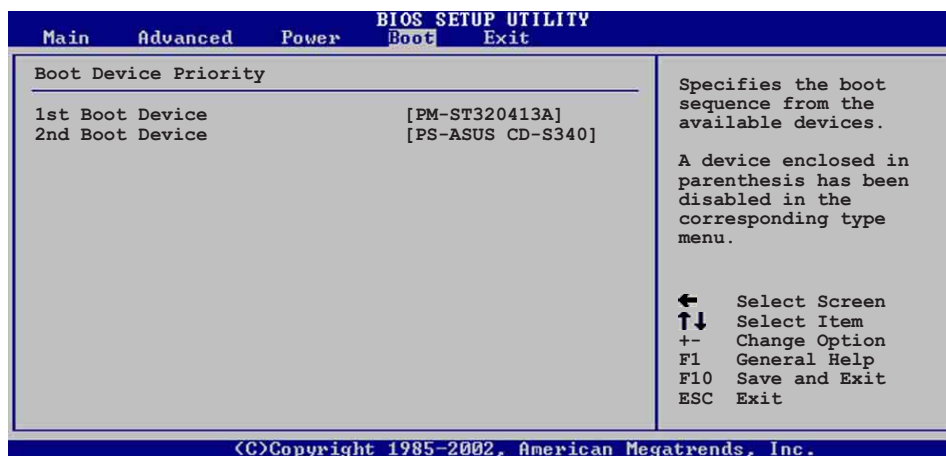 BIOS SETUP UTILITY
Main Advanced Power Boot Exit
Boot Device Priority
1st Boot Device [PM-ST320413A]
2nd Boot Device [PS-ASUS CD-S340]
Specifies the boot
sequence from the
available devices.
A device enclosed in
parenthesis has been
disabled in the
corresponding type
menu.
← Select Screen
↑↓ Select Item
+- Change Option
F1 General Help
F10 Save and Exit
ESC Exit
(C)Copyright 1985-2002, American Megatrends, Inc.